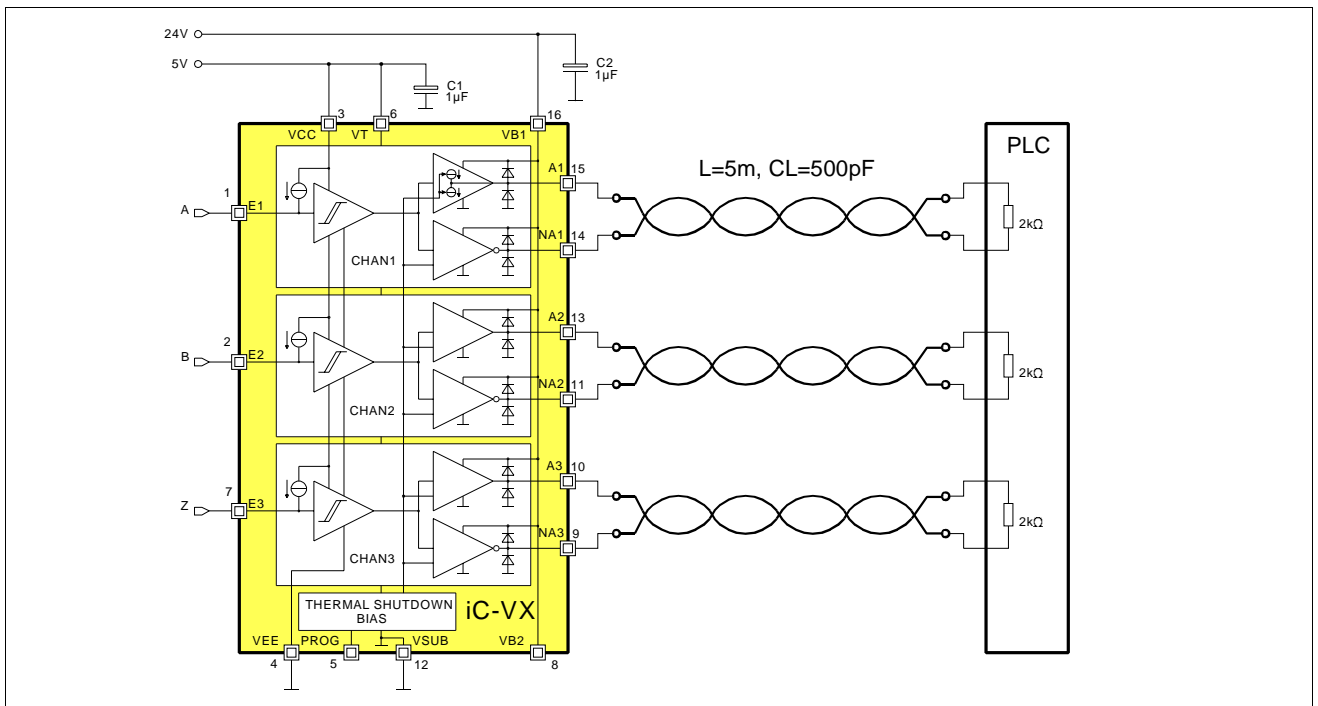 24V
5V
C2
1µF
C1
1µF
3
6
16
VCC
VT
VB1
PLC
L=5m, CL=500pF
A1
15
1
A
E1
2kΩ
NA1
14
CHAN1
A2
13
2
B
E2
2kΩ
NA2
11
CHAN2
A3
10
7
Z
E3
2kΩ
NA3
9
CHAN3
THERMAL SHUTDOWN
BIAS
iC-VX
VEE
PROG
VSUB
VB2
4
5
12
8